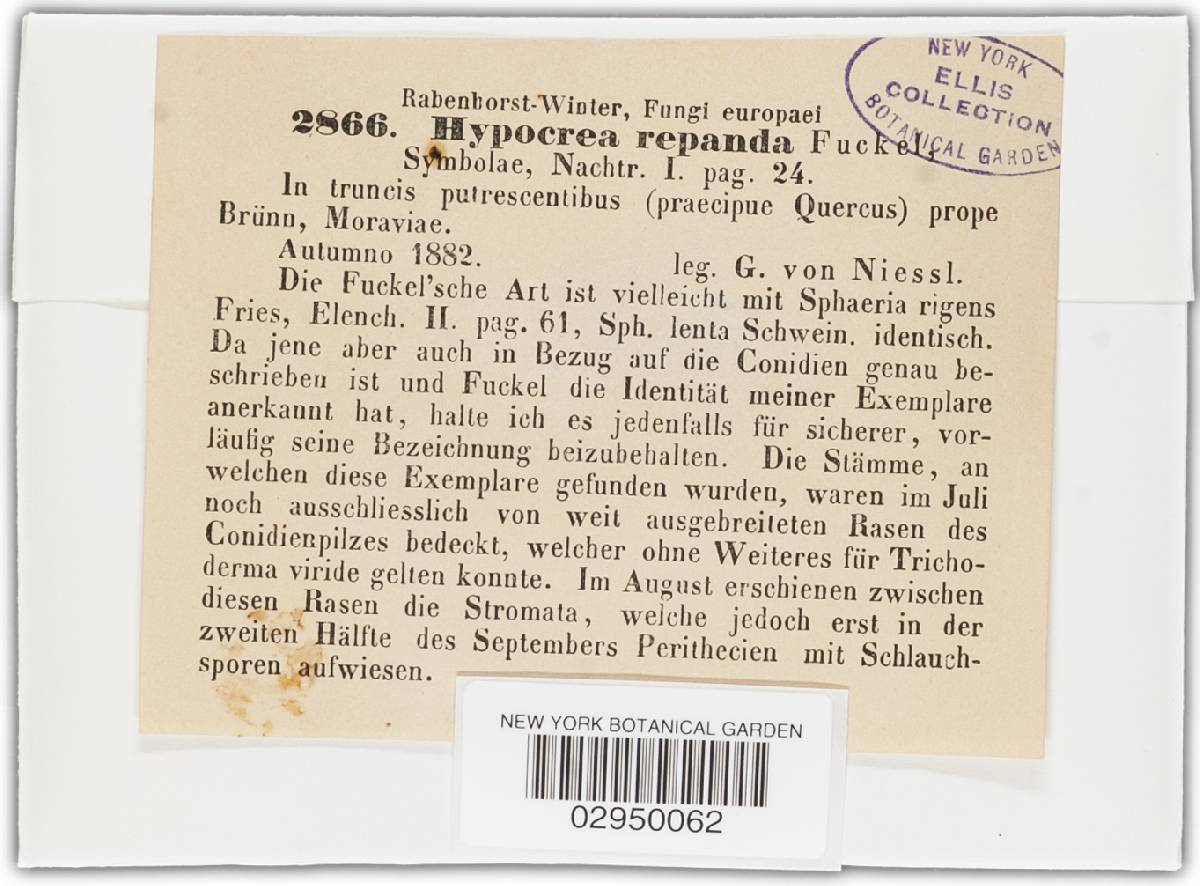 Rabenhorst-Winter, Fungi europaei
NEW YORK
ELLIS
COLLECTION
BOTANICAL GARDEN
2866. Hypocrea repanda Fuckel,
Symbolae, Nachtr. I. pag. 24.
In truncis putrescentibus (praecipue Quercus) prope
Brünn, Moraviae.
Autumno 1882. leg. G. von Niessl.
Die Fuckel'sche Art ist vielleicht mit Sphaeria rigens
Fries, Elench. II. pag. 61, Sph. lenta Schwein. identisch.
Da jene aber auch in Bezug auf die Conidien genau be-
schrieben ist und Fuckel die Identität meiner Exemplare
anerkannt hat, halte ich es jedenfalls für sicherer, vor-
läufig seine Bezeichnung beizubehalten. Die Stämme, an
welchen diese Exemplare gefunden wurden, waren im Juli
noch ausschliesslich von weit ausgebreiteten Rasen des
Conidienpilzes bedeckt, welcher ohne Weiteres für Tricho-
derma viride gelten konnte. Im August erschienen zwischen
diesen Rasen die Stromata, welche jedoch erst in der
zweiten Hälfte des Septembers Perithecien mit Schlauch-
sporen aufwiesen.
NEW YORK BOTANICAL GARDEN
02950062